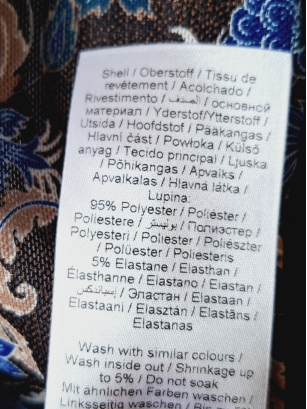 Shell / Oberstoff / Tissu de
revêtement / Acolchado /
Rivestimento / الصدف / основной
материал / Yderstof/Ytterstoff /
Utsida / Hoofdstof / Pääkangas /
Hlavní část / Powłoka / Külső
anyag / Tecido principal / Ljuska
/ Põhikangas / Apvalks /
Apvalkalas / Hlavná látka /
Lupina:
95% Polyester / Poliéster /
Poliestere / بوليستر / Полиэстер /
Polyesteri / Poliester / Poliészter
/ Polüester / Poliesteris
5% Elastane / Elasthan /
Élasthanne / Elastano / Elastan /
Elastan / إيلاستان / Эластан / Elastaan /
Elastaani / Elasztán / Elastāns /
Elastanas
Wash with similar colours /
Wash inside out / Shrinkage up
to 5% / Do not soak
Mit ähnlichen Farben waschen /
Linksseitig waschen /